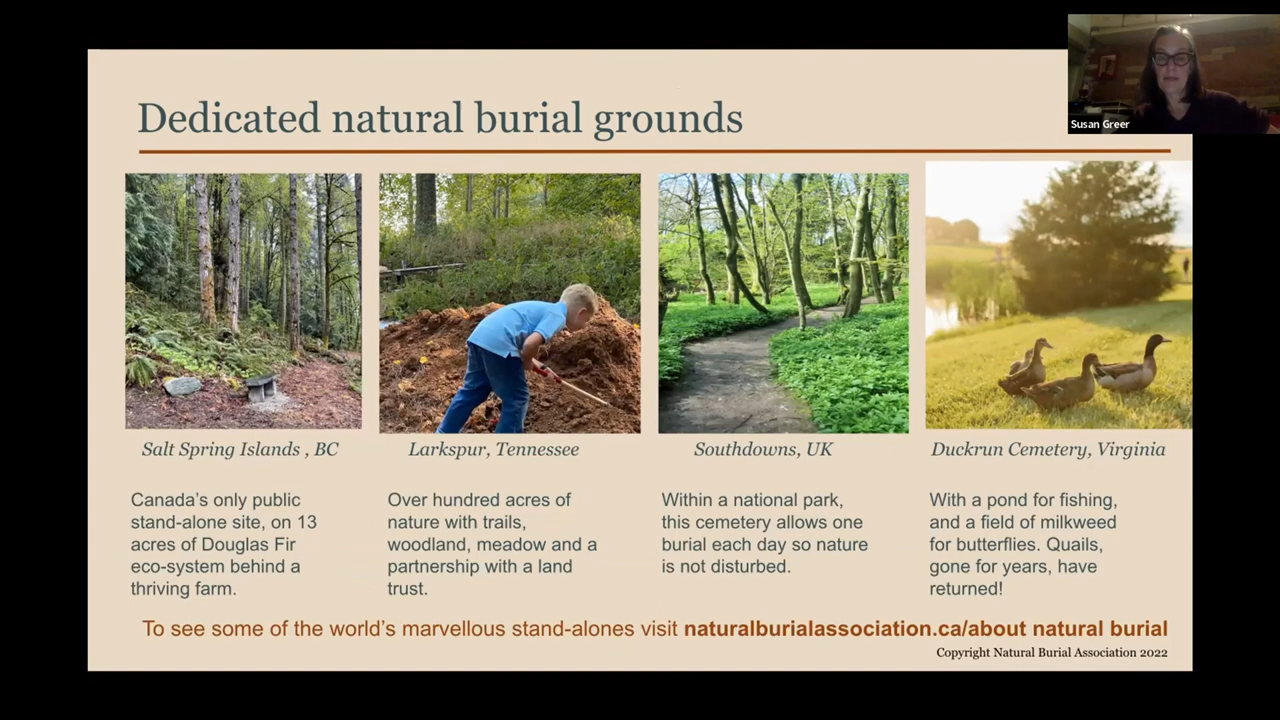 Susan Greer
Dedicated natural burial grounds
Salt Spring Islands , BC
Canada's only public
stand-alone site, on 13
acres of Douglas Fir
eco-system behind a
thriving farm.
Larkspur, Tennessee
Over hundred acres of
nature with trails,
woodland, meadow and a
partnership with a land
trust.
Southdowns, UK
Within a national park,
this cemetery allows one
burial each day so nature
is not disturbed.
Duckrun Cemetery, Virginia
With a pond for fishing,
and a field of milkweed
for butterflies. Quails,
gone for years, have
returned!
To see some of the world's marvellous stand-alones visit naturalburialassociation.ca/about natural burial
Copyright Natural Burial Association 2022